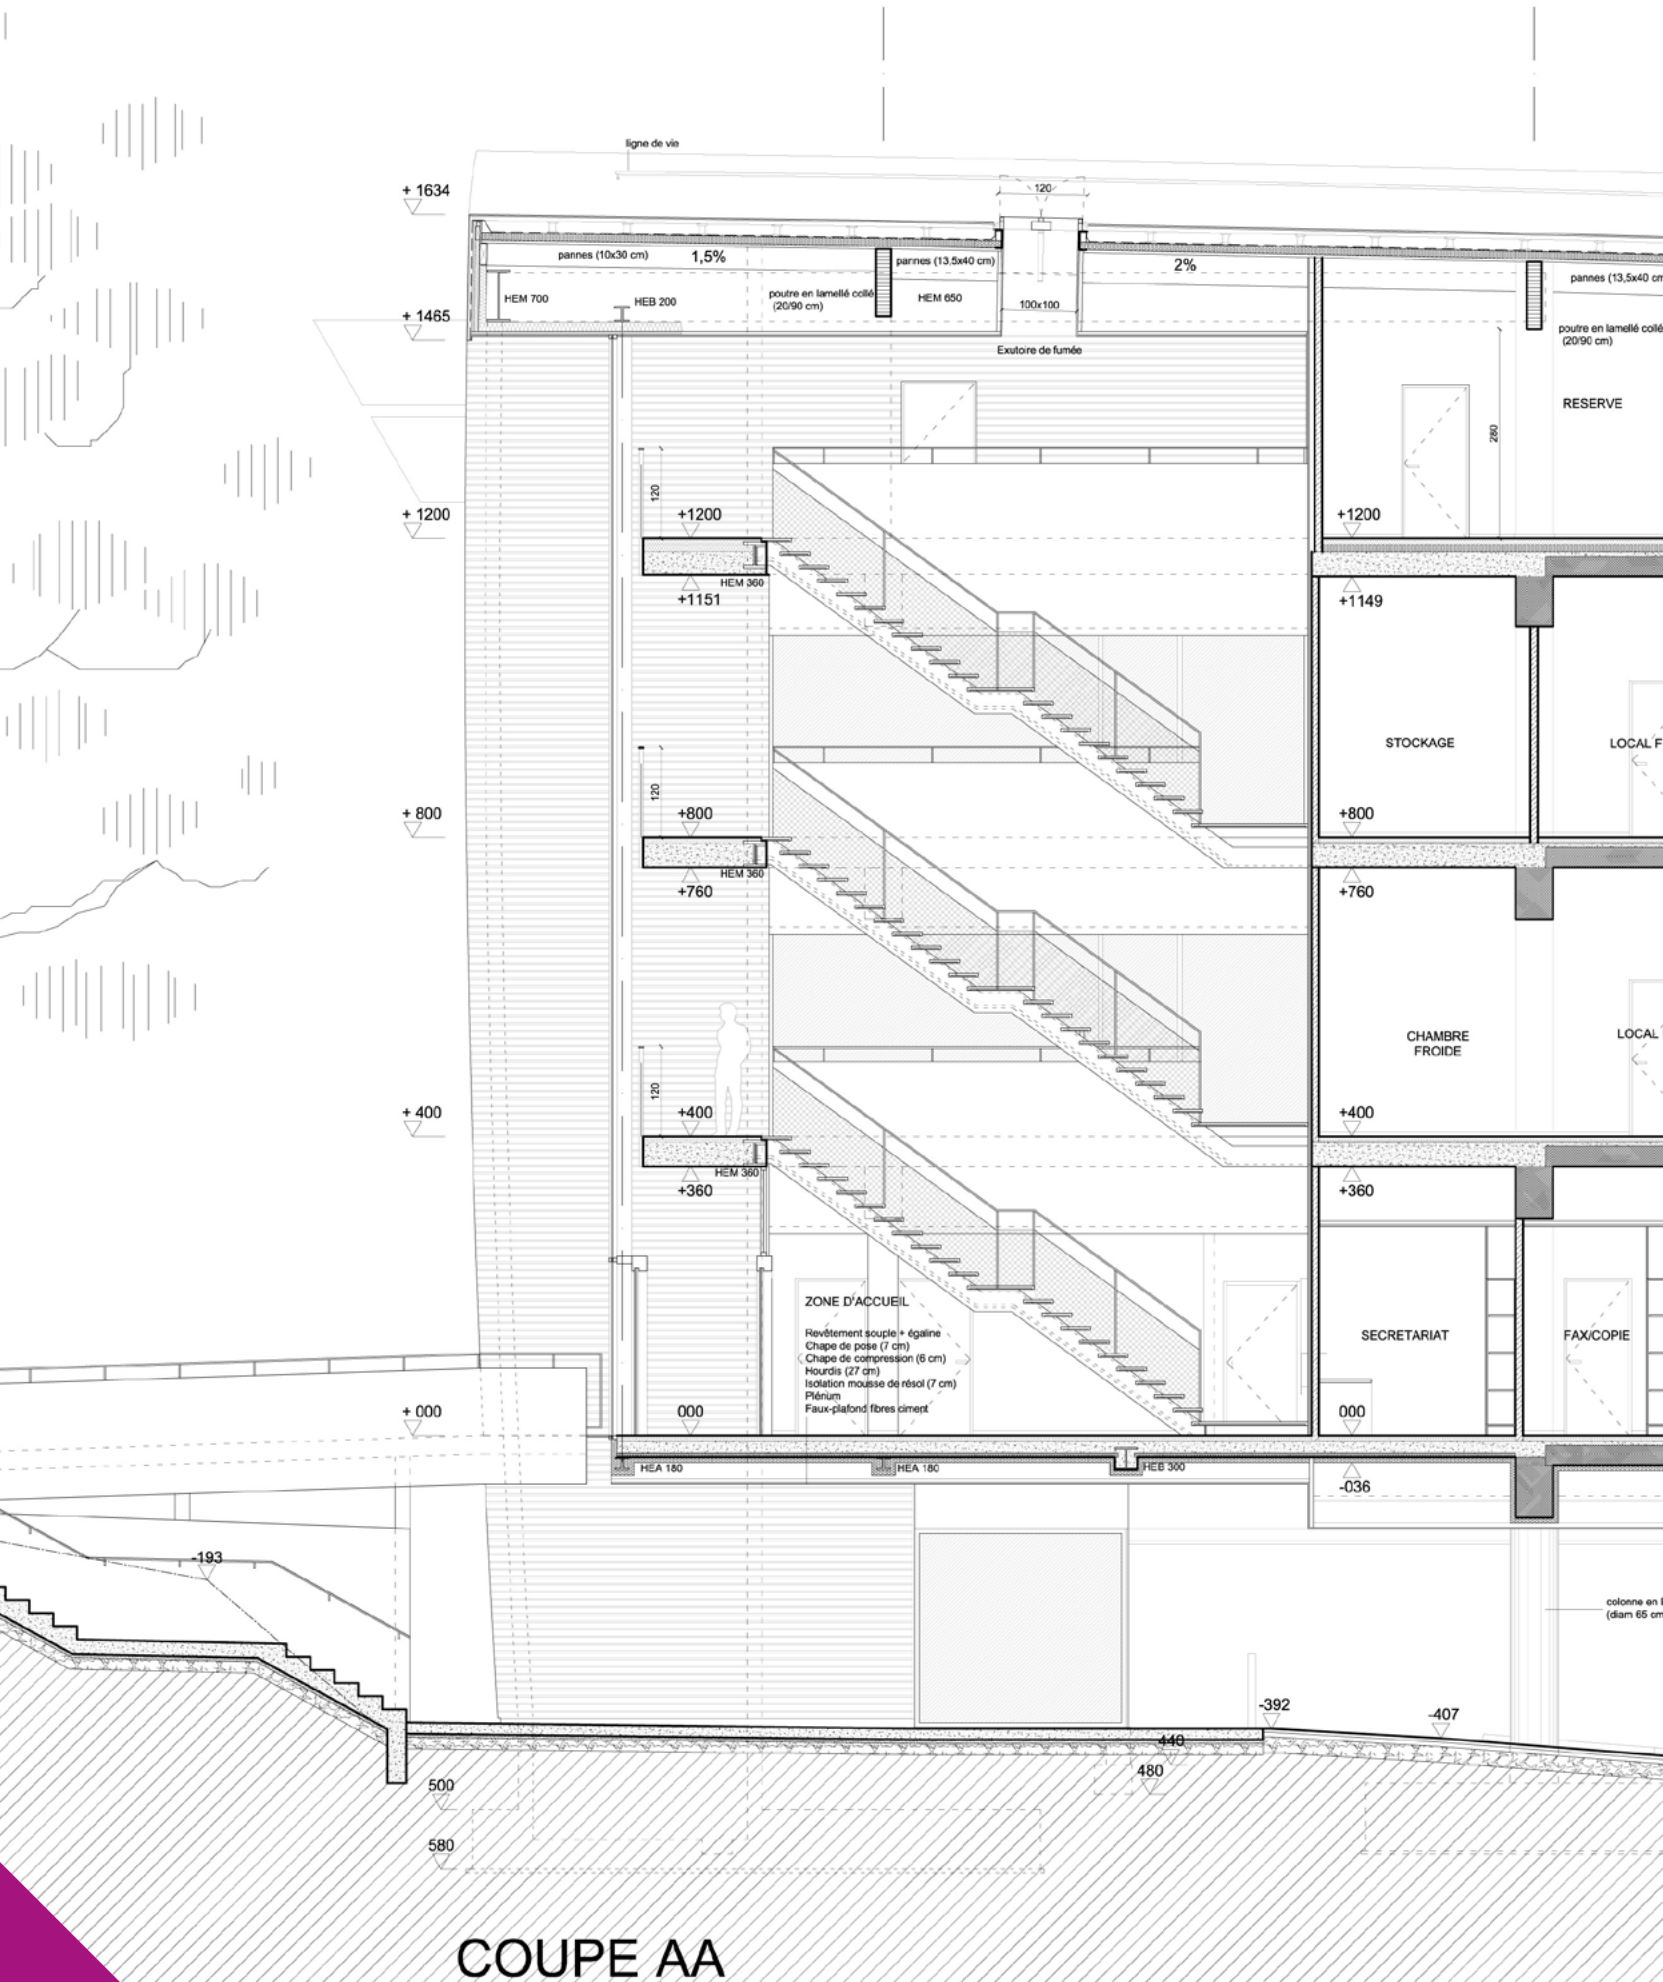 ligne de vie
+ 1634
120
pannes (10x30 cm)
1,5%
pannes (13,5x40 cm)
2%
pannes (13,5x40 cm
HEM 700
HEB 200
poutre en lamellé collé
(20/90 cm)
HEM 650
100x100
+ 1465
poutre en lamellé collé
(20/90 cm)
Exutoire de fumée
RESERVE
280
120
+ 1200
+1200
+1200
HEM 360
+1151
+1149
STOCKAGE
LOCAL F
120
+ 800
+800
+800
HEM 360
+760
+760
CHAMBRE
FROIDE
LOCAL
120
+ 400
+400
+400
HEM 360
+360
+360
ZONE D'ACCUEIL
Revêtement souple + égaline
Chape de pose (7 cm)
Chape de compression (6 cm)
Hourdis (27 cm)
Isolation mousse de résol (7 cm)
Plénum
Faux-plafond fibres ciment
SECRETARIAT
FAX/COPIE
+ 000
000
000
HEA 180
HEA 180
HEB 300
-036
-193
colonne en
(diam 65 cm
-392
-407
440
480
500
580
COUPE AA